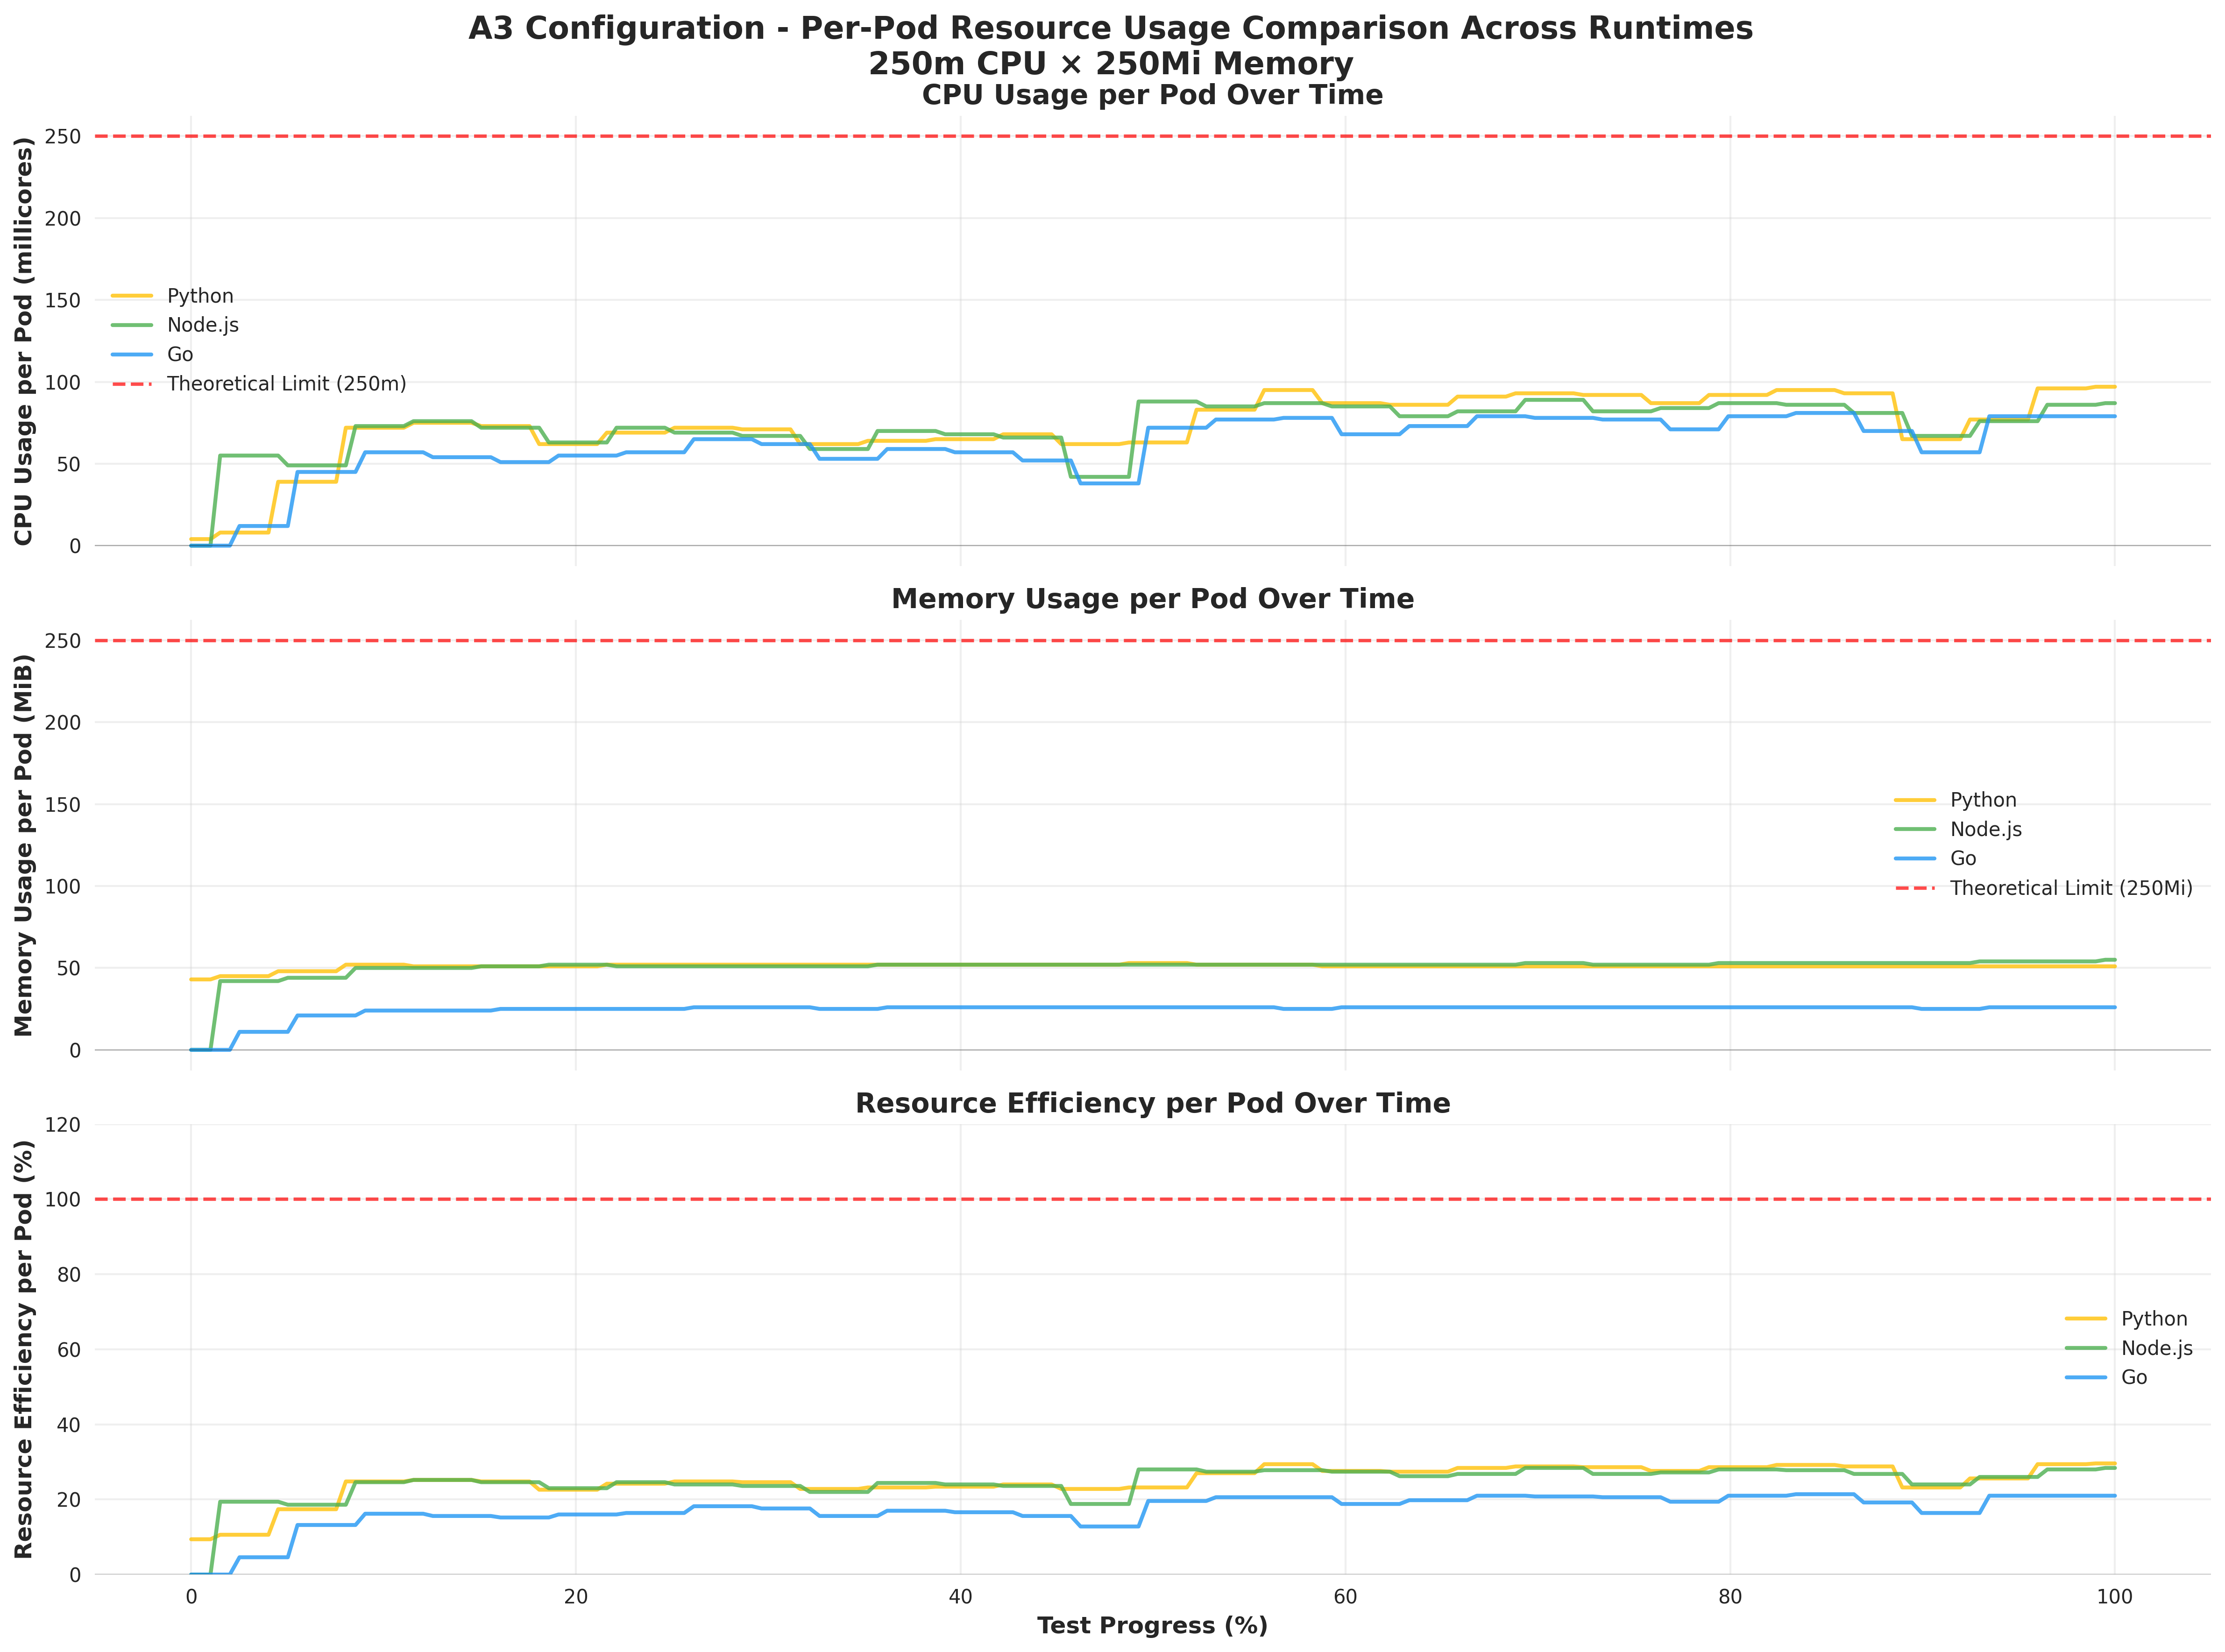 A3 Configuration - Per-Pod Resource Usage Comparison Across Runtimes
250m CPU × 250Mi Memory
CPU Usage per Pod Over Time
CPU Usage per Pod (millicores)
250
200
150
100
50
0
Python
Node.js
Go
Theoretical Limit (250m)
Memory Usage per Pod Over Time
Memory Usage per Pod (MiB)
250
200
150
100
50
0
Python
Node.js
Go
Theoretical Limit (250Mi)
Resource Efficiency per Pod Over Time
Resource Efficiency per Pod (%)
120
100
80
60
40
20
0
Python
Node.js
Go
0 20 40 60 80 100
Test Progress (%)